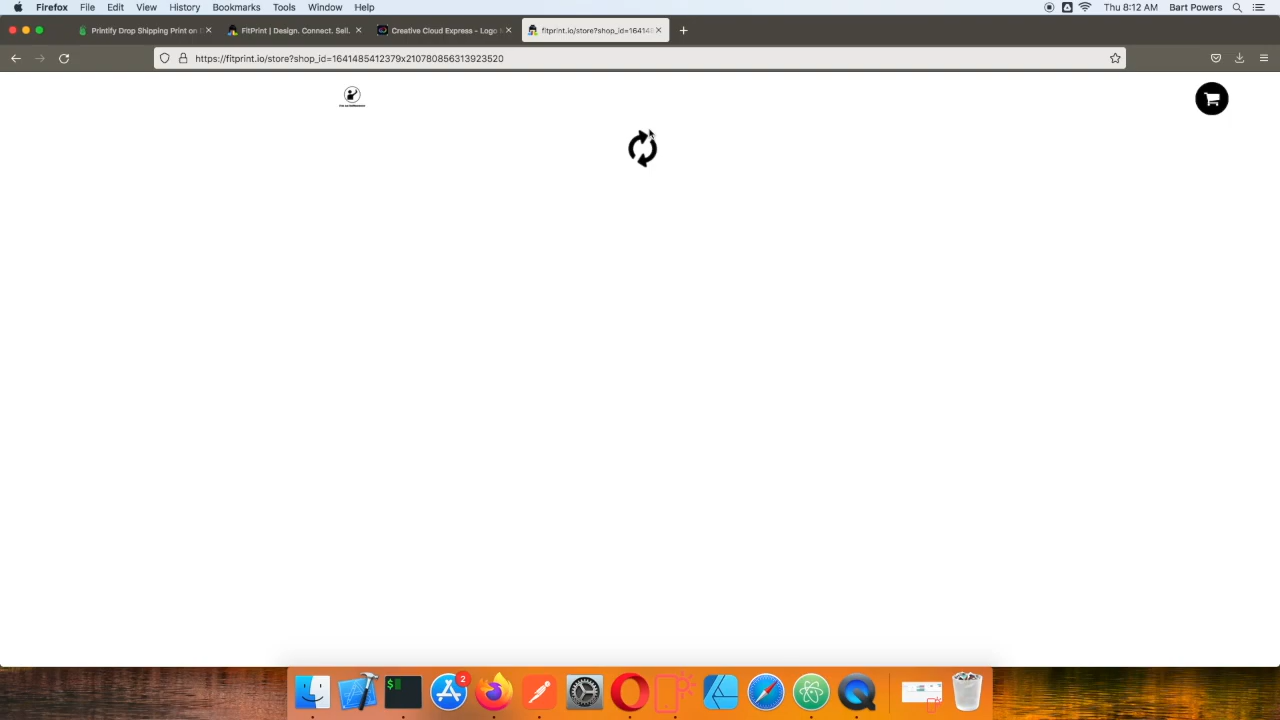 Firefox File Edit View History Bookmarks Tools Window Help Thu 8:12 AM Bart Powers
Printify Drop Shipping Print on FitPrint | Design. Connect. Sell. Creative Cloud Express - Logo fitprint.io/store?shop_id=16414
https://fitprint.io/store?shop_id=1641485412379x210780856313923520
2
$